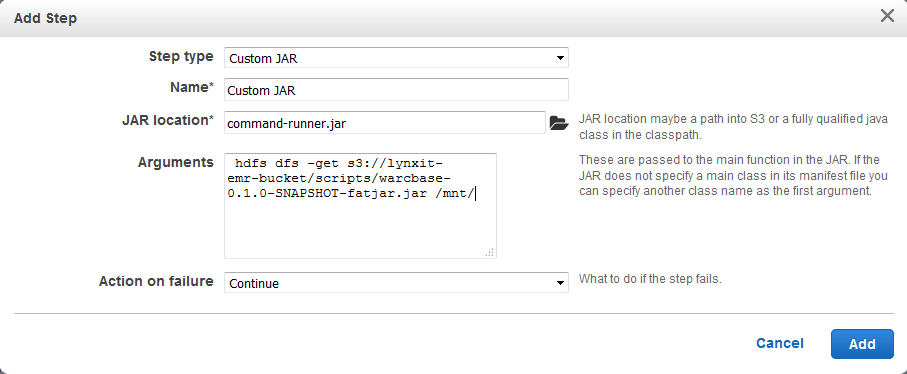 Add Step
Step type
Custom JAR
Name*
Custom JAR
JAR location*
command-runner.jar
JAR location maybe a path into S3 or a fully qualified java
class in the classpath.
Arguments
hdfs dfs -get s3://lynxit-
emr-bucket/scripts/warcbase-
0.1.0-SNAPSHOT-fatjar.jar /mnt/
These are passed to the main function in the JAR. If the
JAR does not specify a main class in its manifest file you
can specify another class name as the first argument.
Action on failure
Continue
What to do if the step fails.
Cancel
Add